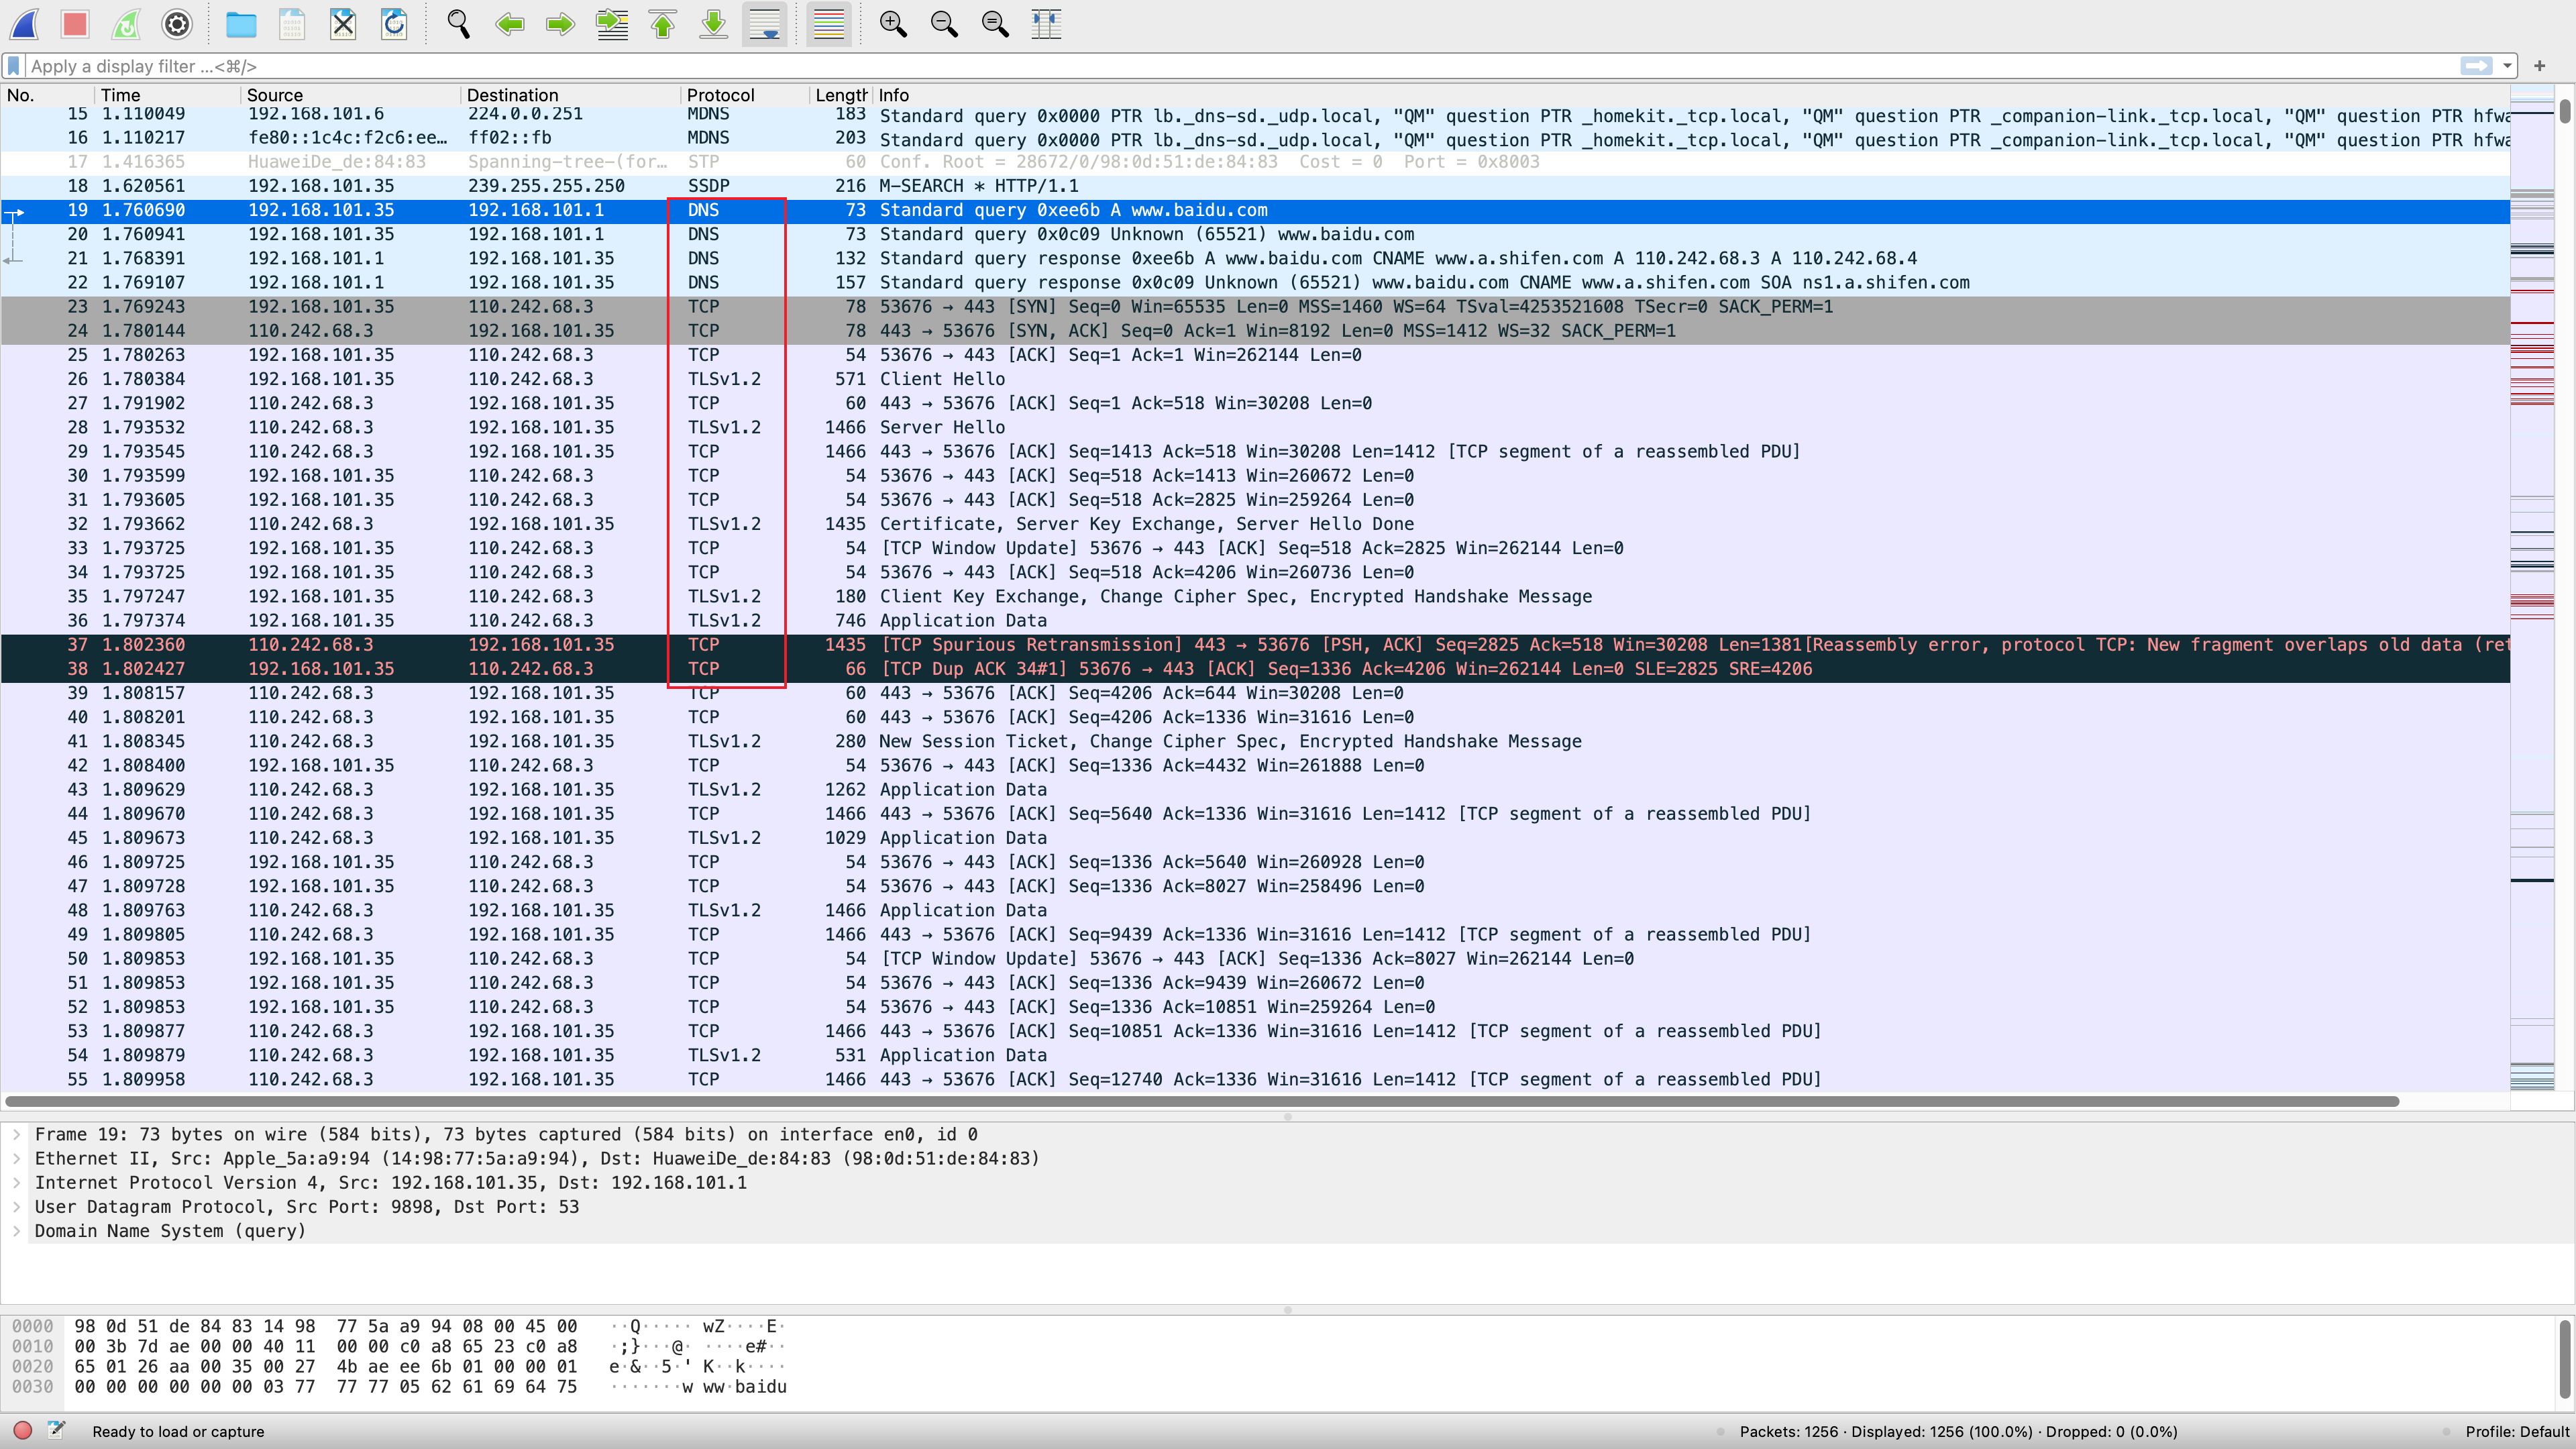 Apply a display filter ...<⌘/>
No. Time Source Destination Protocol Length Info
15 1.110049 192.168.101.6 224.0.0.251 MDNS 183 Standard query 0x0000 PTR lb._dns-sd._udp.local, "QM" question PTR _homekit._tcp.local, "QM" question PTR _companion-link._tcp.local, "QM" question PTR hfwa
16 1.110217 fe80::1c4c:f2c6:ee… ff02::fb MDNS 203 Standard query 0x0000 PTR lb._dns-sd._udp.local, "QM" question PTR _homekit._tcp.local, "QM" question PTR _companion-link._tcp.local, "QM" question PTR hfwa
17 1.416365 HuaweiDe_de:84:83 Spanning-tree-(for… STP 60 Conf. Root = 28672/0/98:0d:51:de:84:83 Cost = 0 Port = 0x8003
18 1.620561 192.168.101.35 239.255.255.250 SSDP 216 M-SEARCH * HTTP/1.1
19 1.760690 192.168.101.35 192.168.101.1 DNS 73 Standard query 0xee6b A www.baidu.com
20 1.760941 192.168.101.35 192.168.101.1 DNS 73 Standard query 0x0c09 Unknown (65521) www.baidu.com
21 1.768391 192.168.101.1 192.168.101.35 DNS 132 Standard query response 0xee6b A www.baidu.com CNAME www.a.shifen.com A 110.242.68.3 A 110.242.68.4
22 1.769107 192.168.101.1 192.168.101.35 DNS 157 Standard query response 0x0c09 Unknown (65521) www.baidu.com CNAME www.a.shifen.com SOA ns1.a.shifen.com
23 1.769243 192.168.101.35 110.242.68.3 TCP 78 53676 → 443 [SYN] Seq=0 Win=65535 Len=0 MSS=1460 WS=64 TSval=4253521608 TSecr=0 SACK_PERM=1
24 1.780144 110.242.68.3 192.168.101.35 TCP 78 443 → 53676 [SYN, ACK] Seq=0 Ack=1 Win=8192 Len=0 MSS=1412 WS=32 SACK_PERM=1
25 1.780263 192.168.101.35 110.242.68.3 TCP 54 53676 → 443 [ACK] Seq=1 Ack=1 Win=262144 Len=0
26 1.780384 192.168.101.35 110.242.68.3 TLSv1.2 571 Client Hello
27 1.791902 110.242.68.3 192.168.101.35 TCP 60 443 → 53676 [ACK] Seq=1 Ack=518 Win=30208 Len=0
28 1.793532 110.242.68.3 192.168.101.35 TLSv1.2 1466 Server Hello
29 1.793545 110.242.68.3 192.168.101.35 TCP 1466 443 → 53676 [ACK] Seq=1413 Ack=518 Win=30208 Len=1412 [TCP segment of a reassembled PDU]
30 1.793599 192.168.101.35 110.242.68.3 TCP 54 53676 → 443 [ACK] Seq=518 Ack=1413 Win=260672 Len=0
31 1.793605 192.168.101.35 110.242.68.3 TCP 54 53676 → 443 [ACK] Seq=518 Ack=2825 Win=259264 Len=0
32 1.793662 110.242.68.3 192.168.101.35 TLSv1.2 1435 Certificate, Server Key Exchange, Server Hello Done
33 1.793725 192.168.101.35 110.242.68.3 TCP 54 [TCP Window Update] 53676 → 443 [ACK] Seq=518 Ack=2825 Win=262144 Len=0
34 1.793725 192.168.101.35 110.242.68.3 TCP 54 53676 → 443 [ACK] Seq=518 Ack=4206 Win=260736 Len=0
35 1.797247 192.168.101.35 110.242.68.3 TLSv1.2 180 Client Key Exchange, Change Cipher Spec, Encrypted Handshake Message
36 1.797374 192.168.101.35 110.242.68.3 TLSv1.2 746 Application Data
37 1.802360 110.242.68.3 192.168.101.35 TCP 1435 [TCP Spurious Retransmission] 443 → 53676 [PSH, ACK] Seq=2825 Ack=518 Win=30208 Len=1381[Reassembly error, protocol TCP: New fragment overlaps old data (ret
38 1.802427 192.168.101.35 110.242.68.3 TCP 66 [TCP Dup ACK 34#1] 53676 → 443 [ACK] Seq=1336 Ack=4206 Win=262144 Len=0 SLE=2825 SRE=4206
39 1.808157 110.242.68.3 192.168.101.35 TCP 60 443 → 53676 [ACK] Seq=4206 Ack=644 Win=30208 Len=0
40 1.808201 110.242.68.3 192.168.101.35 TCP 60 443 → 53676 [ACK] Seq=4206 Ack=1336 Win=31616 Len=0
41 1.808345 110.242.68.3 192.168.101.35 TLSv1.2 280 New Session Ticket, Change Cipher Spec, Encrypted Handshake Message
42 1.808400 192.168.101.35 110.242.68.3 TCP 54 53676 → 443 [ACK] Seq=1336 Ack=4432 Win=261888 Len=0
43 1.809629 110.242.68.3 192.168.101.35 TLSv1.2 1262 Application Data
44 1.809670 110.242.68.3 192.168.101.35 TCP 1466 443 → 53676 [ACK] Seq=5640 Ack=1336 Win=31616 Len=1412 [TCP segment of a reassembled PDU]
45 1.809673 110.242.68.3 192.168.101.35 TLSv1.2 1029 Application Data
46 1.809725 192.168.101.35 110.242.68.3 TCP 54 53676 → 443 [ACK] Seq=1336 Ack=5640 Win=260928 Len=0
47 1.809728 192.168.101.35 110.242.68.3 TCP 54 53676 → 443 [ACK] Seq=1336 Ack=8027 Win=258496 Len=0
48 1.809763 110.242.68.3 192.168.101.35 TLSv1.2 1466 Application Data
49 1.809805 110.242.68.3 192.168.101.35 TCP 1466 443 → 53676 [ACK] Seq=9439 Ack=1336 Win=31616 Len=1412 [TCP segment of a reassembled PDU]
50 1.809853 192.168.101.35 110.242.68.3 TCP 54 [TCP Window Update] 53676 → 443 [ACK] Seq=1336 Ack=8027 Win=262144 Len=0
51 1.809853 192.168.101.35 110.242.68.3 TCP 54 53676 → 443 [ACK] Seq=1336 Ack=9439 Win=260672 Len=0
52 1.809853 192.168.101.35 110.242.68.3 TCP 54 53676 → 443 [ACK] Seq=1336 Ack=10851 Win=259264 Len=0
53 1.809877 110.242.68.3 192.168.101.35 TCP 1466 443 → 53676 [ACK] Seq=10851 Ack=1336 Win=31616 Len=1412 [TCP segment of a reassembled PDU]
54 1.809879 110.242.68.3 192.168.101.35 TLSv1.2 531 Application Data
55 1.809958 110.242.68.3 192.168.101.35 TCP 1466 443 → 53676 [ACK] Seq=12740 Ack=1336 Win=31616 Len=1412 [TCP segment of a reassembled PDU]
Frame 19: 73 bytes on wire (584 bits), 73 bytes captured (584 bits) on interface en0, id 0
Ethernet II, Src: Apple_5a:a9:94 (14:98:77:5a:a9:94), Dst: HuaweiDe_de:84:83 (98:0d:51:de:84:83)
Internet Protocol Version 4, Src: 192.168.101.35, Dst: 192.168.101.1
User Datagram Protocol, Src Port: 9898, Dst Port: 53
Domain Name System (query)
0000 98 0d 51 de 84 83 14 98 77 5a a9 94 08 00 45 00 ··Q····· wZ····E·
0010 00 3b 7d ae 00 00 40 11 00 00 c0 a8 65 23 c0 a8 ·;}···@· ····e#··
0020 65 01 26 aa 00 35 00 27 4b ae ee 6b 01 00 00 01 e·&··5·' K··k····
0030 00 00 00 00 00 00 03 77 77 77 05 62 61 69 64 75 ·······w ww·baidu
Ready to load or capture Packets: 1256 · Displayed: 1256 (100.0%) · Dropped: 0 (0.0%) Profile: Default